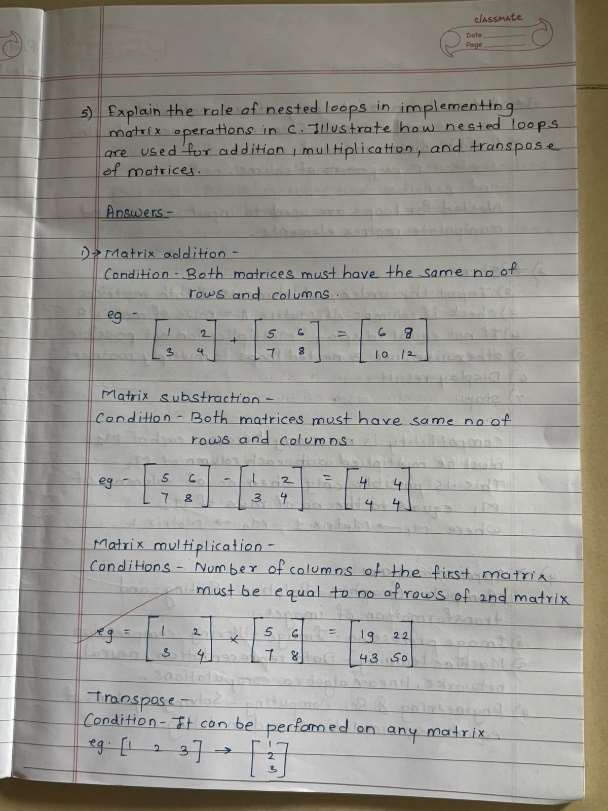 classmate
Date
Page
5) Explain the role of nested loops in implementing
matrix operations in C. Illustrate how nested loops
are used for addition, multiplication, and transpose
of matrices.
Answers:-
1)→ Matrix addition -
Condition - Both matrices must have the same no of
rows and columns.
eg - [1 2] + [5 6] = [6 8]
[3 4] [7 8] [10 12]
Matrix substraction -
Condition - Both matrices must have same no of
rows and columns.
eg - [5 6] - [1 2] = [4 4]
[7 8] [3 4] [4 4]
Matrix multiplication -
Conditions - Number of columns of the first matrix
must be equal to no of rows of 2nd matrix
eg = [1 2] × [5 6] = [19 22]
[3 4] [7 8] [43 50]
Transpose -
Condition - It can be perfomed on any matrix.
eg. [1 2 3] → [1
2
3]